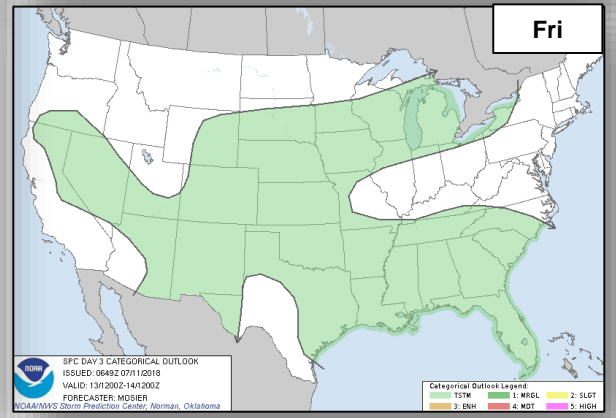 Fri
noaa
SPC DAY 3 CATEGORICAL OUTLOOK
ISSUED: 0649Z 07/11/2018
VALID: 13/1200Z-14/1200Z
FORECASTER: MOSIER
NOAA/NWS Storm Prediction Center, Norman, Oklahoma
Categorical Outlook Legend:
TSTM 1: MRGL 2: SLGT
3: ENH 4: MDT 5: HIGH